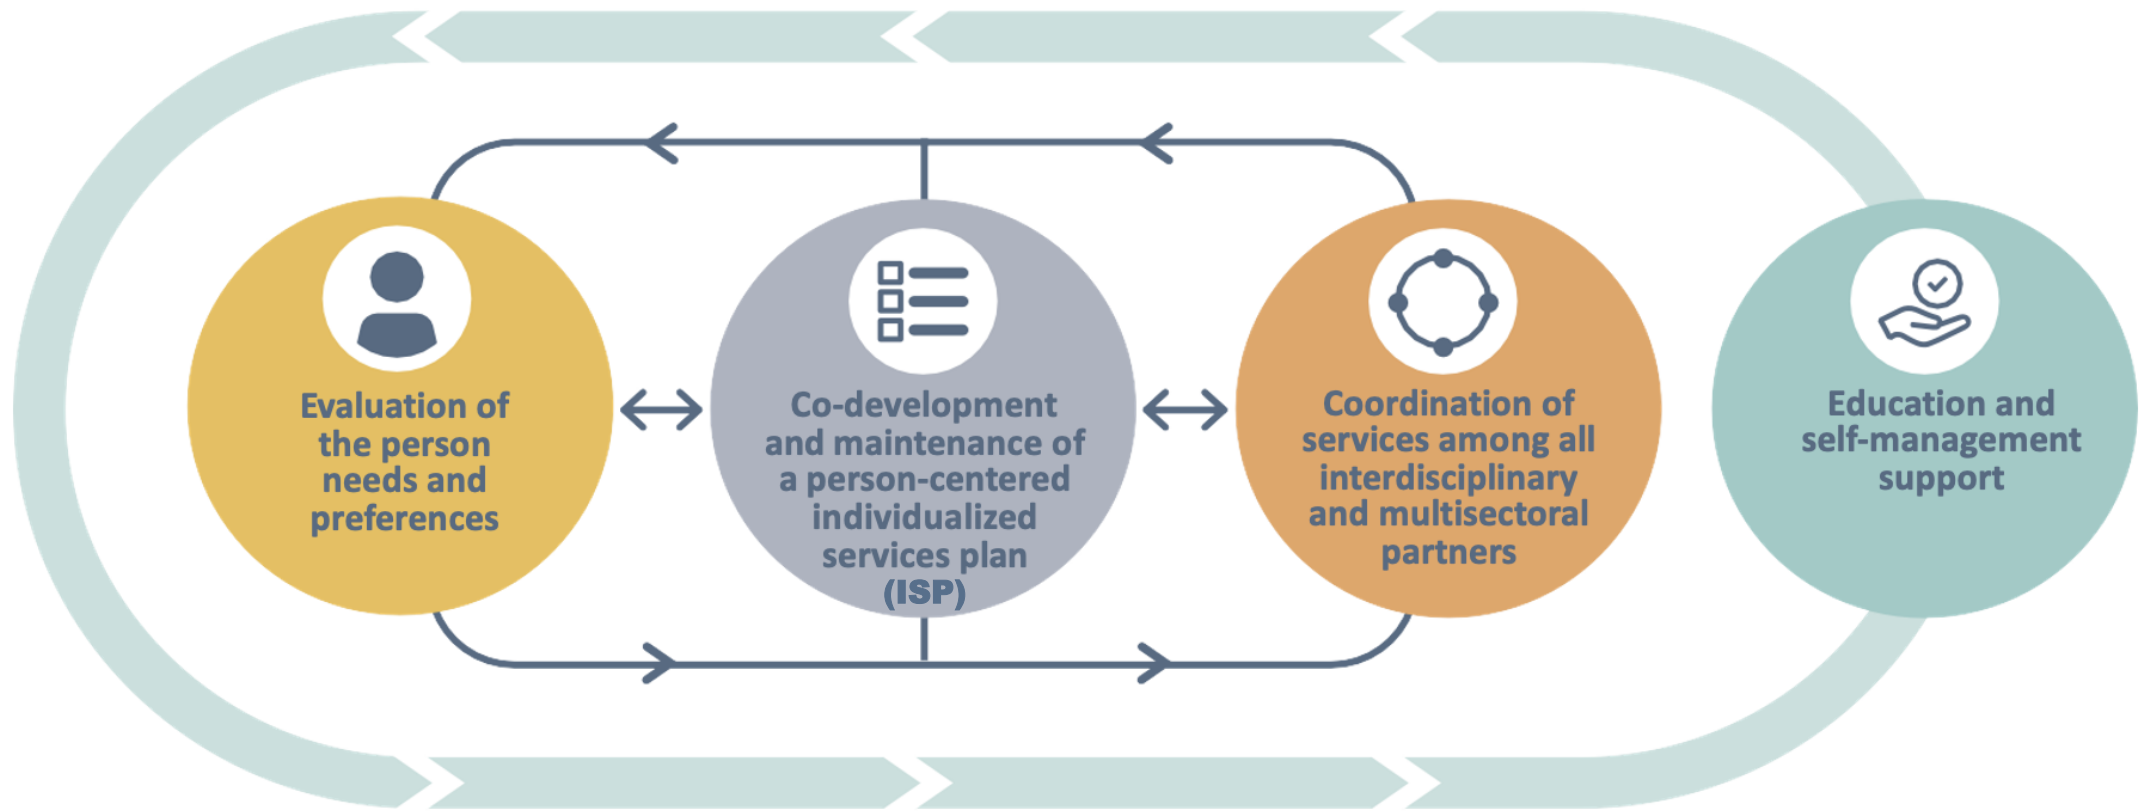 Evaluation of
the person
needs and
preferences
Co-development
and maintenance of
a person-centered
individualized
services plan
(ISP)
Coordination of
services among all
interdisciplinary
and multisectoral
partners
Education and
self-management
support